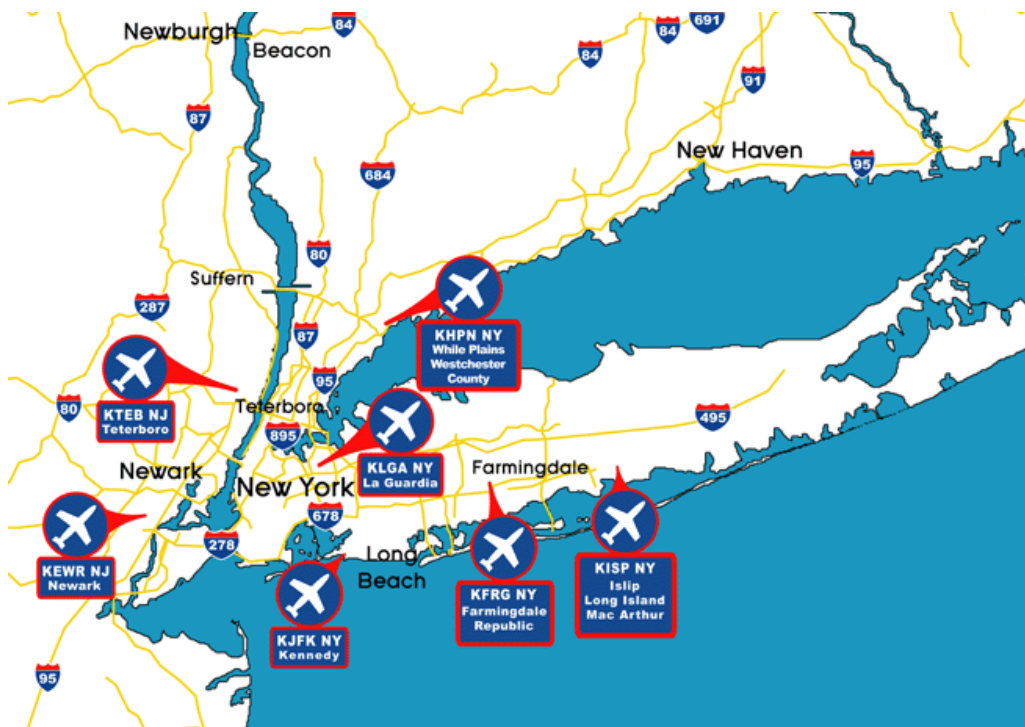 691
84
84
84
Newburgh
Beacon
91
87
New Haven
95
684
80
Suffern
287
87
KHPN NY
While Plains
Westchester
County
95
80
KTEB NJ
Teterboro
Teterboro
495
895
KLGA NY
La Guardia
Newark
New York
Farmingdale
678
278
Long
Beach
KEWR NJ
Newark
KJFK NY
Kennedy
KFRG NY
Farmingdale
Republic
KISP NY
Islip
Long Island
Mac Arthur
95